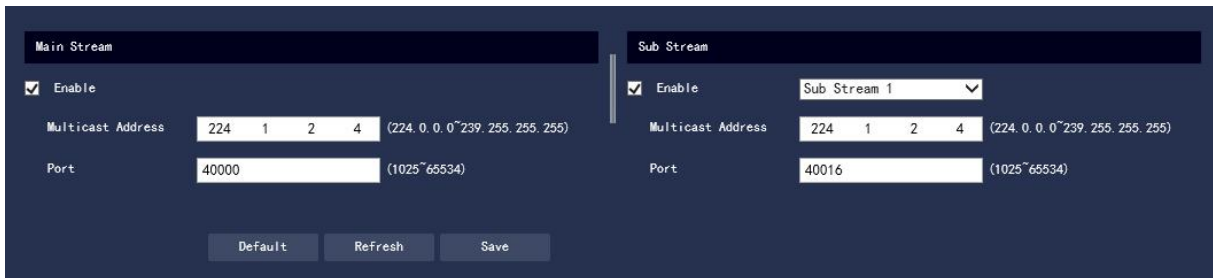 Main Stream
Enable
Multicast Address 224 1 2 4 (224.0.0.0~239.255.255.255)
Port 40000 (1025~65534)
Default Refresh Save
Sub Stream
Enable Sub Stream 1
Multicast Address 224 1 2 4 (224.0.0.0~239.255.255.255)
Port 40016 (1025~65534)